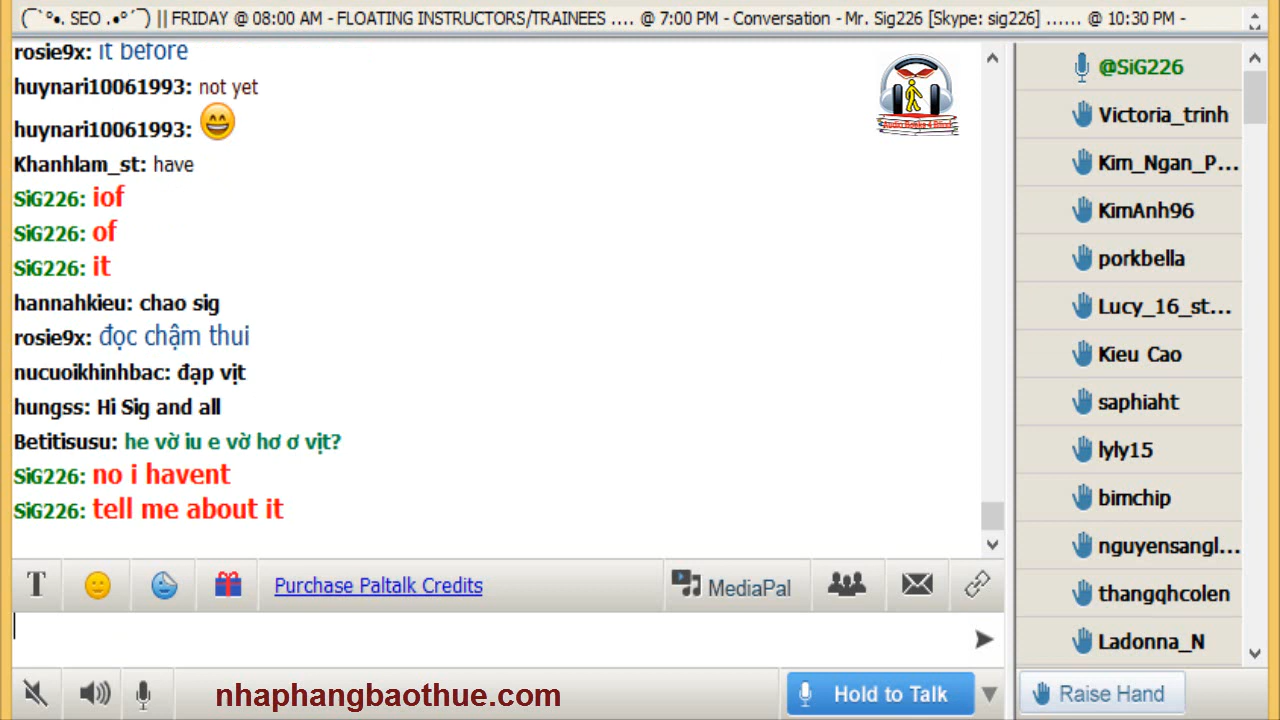 (¯`°•. SEO .•°´¯) || FRIDAY @ 08:00 AM - FLOATING INSTRUCTORS/TRAINEES .... @ 7:00 PM - Conversation - Mr. Sig226 [Skype: sig226] ...... @ 10:30 PM -
rosie9x: it before
huynari10061993: not yet
huynari10061993:
Khanhlam_st: have
SiG226: iof
SiG226: of
SiG226: it
hannahkieu: chao sig
rosie9x: đọc chậm thui
nucuoikhinhbac: đạp vịt
hungss: Hi Sig and all
Betitisusu: he vờ iu e vờ hơ ơ vịt?
SiG226: no i havent
SiG226: tell me about it
@SiG226
Victoria_trinh
Kim_Ngan_P...
KimAnh96
porkbella
Lucy_16_st...
Kieu Cao
saphiaht
lyly15
bimchip
nguyensangl...
thangqhcolen
Ladonna_N
T
Purchase Paltalk Credits
MediaPal
nhaphangbaothue.com
Hold to Talk
Raise Hand